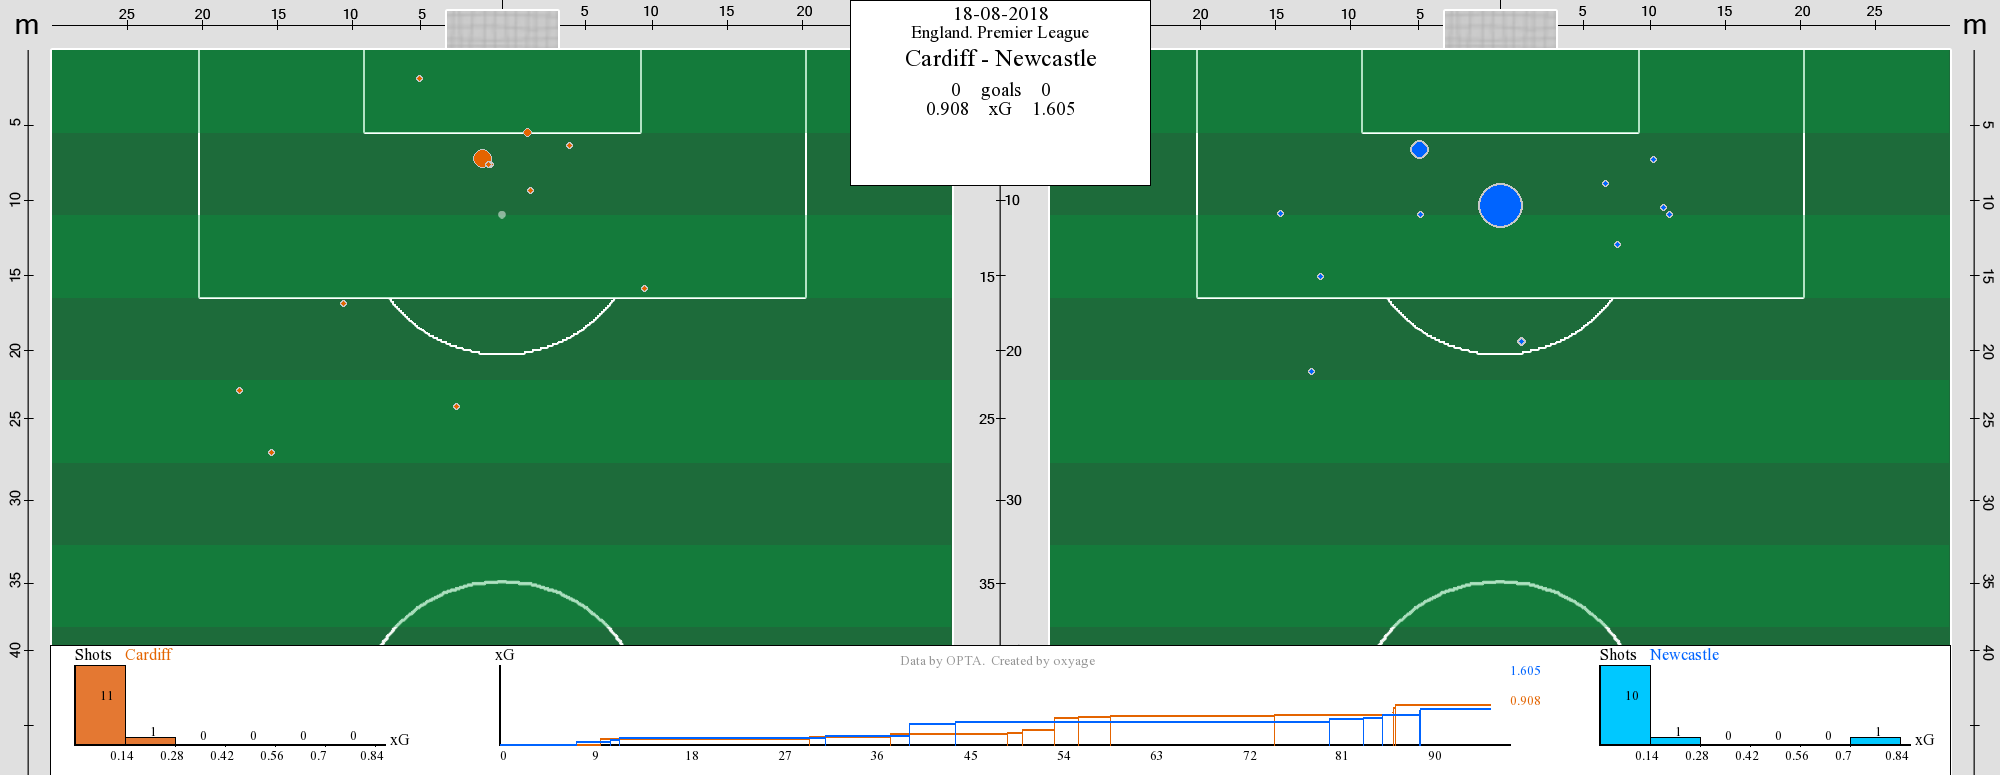 25 20 15 10 5 5 10 15 20
20 15 10 5 5 10 15 20 25
m
m
18-08-2018
England. Premier League
Cardiff - Newcastle
0 goals 0
0.908 xG 1.605
5
10
15
20
25
30
35
40
10
15
20
25
30
35
5
10
15
20
25
30
35
40
Shots Cardiff
11 1 0 0 0 0
xG
0.14 0.28 0.42 0.56 0.7 0.84
xG
Data by OPTA. Created by oxyage
1.605
0.908
0 9 18 27 36 45 54 63 72 81 90
Shots Newcastle
10 1 0 0 0 1
xG
0.14 0.28 0.42 0.56 0.7 0.84